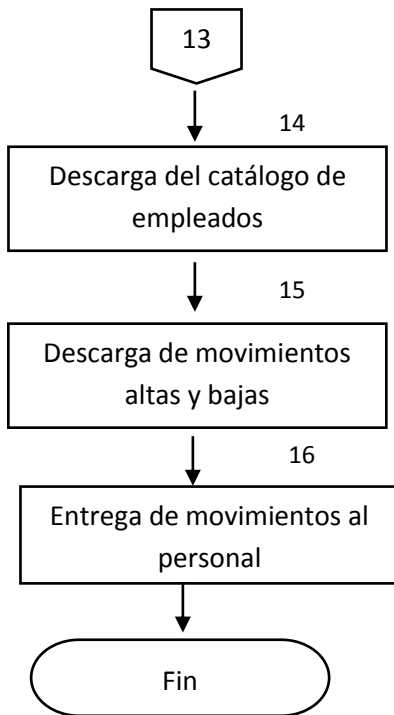 13
14
Descarga del catálogo de
empleados
15
Descarga de movimientos
altas y bajas
16
Entrega de movimientos al
personal
Fin